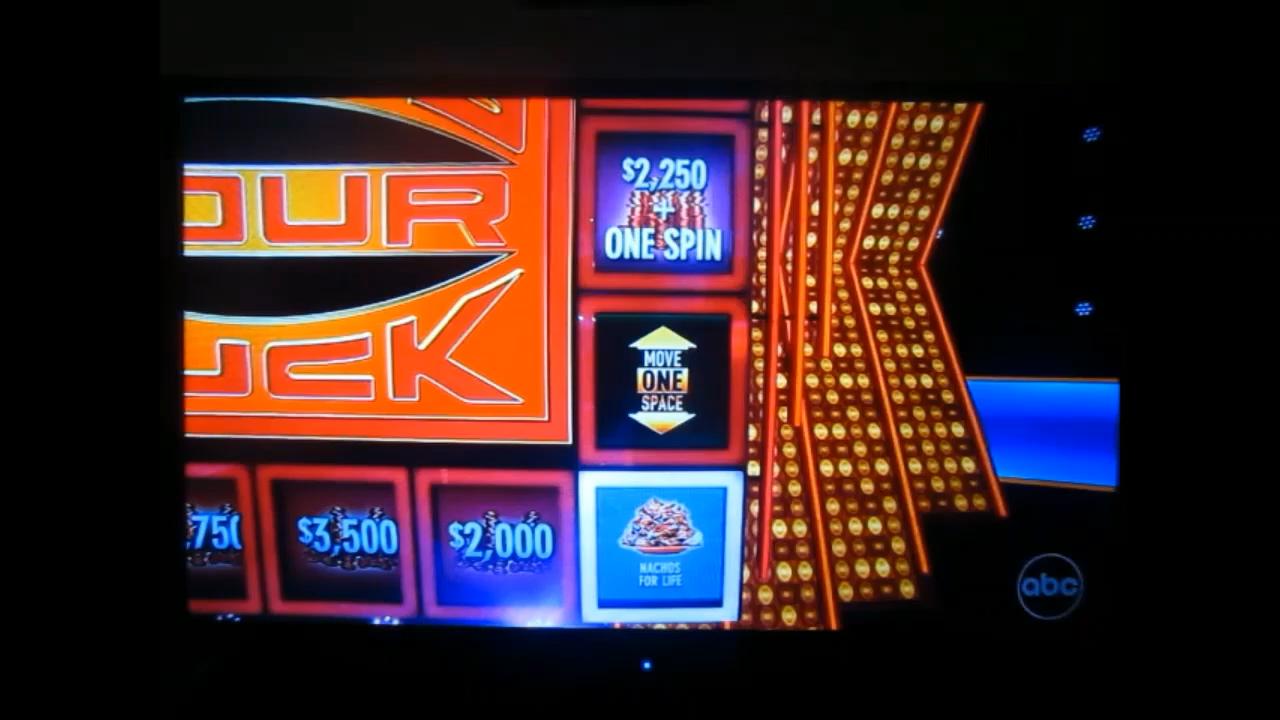 OUR
UCK
$2,250
+
ONE SPIN
MOVE
ONE
SPACE
$3,500
$2,000
NACHOS
FOR LIFE
abc